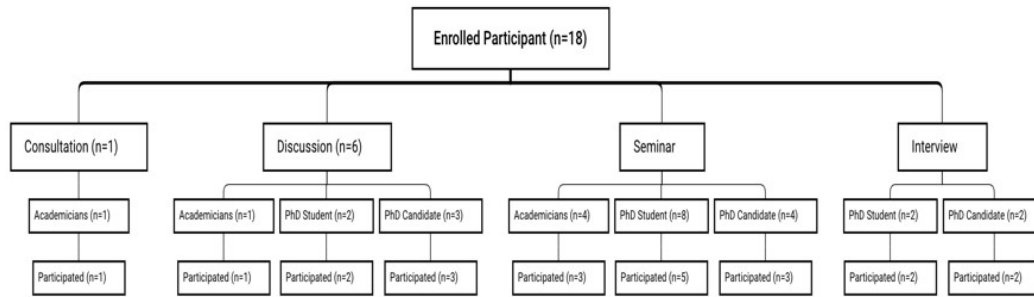 Enrolled Participant (n=18)
Consultation (n=1)
Discussion (n=6)
Seminar
Interview
Academicians (n=1)
Academicians (n=1)
PhD Student (n=2)
PhD Candidate (n=3)
Academicians (n=4)
PhD Student (n=8)
PhD Candidate (n=4)
PhD Student (n=2)
PhD Candidate (n=2)
Participated (n=1)
Participated (n=1)
Participated (n=2)
Participated (n=3)
Participated (n=3)
Participated (n=5)
Participated (n=3)
Participated (n=2)
Participated (n=2)